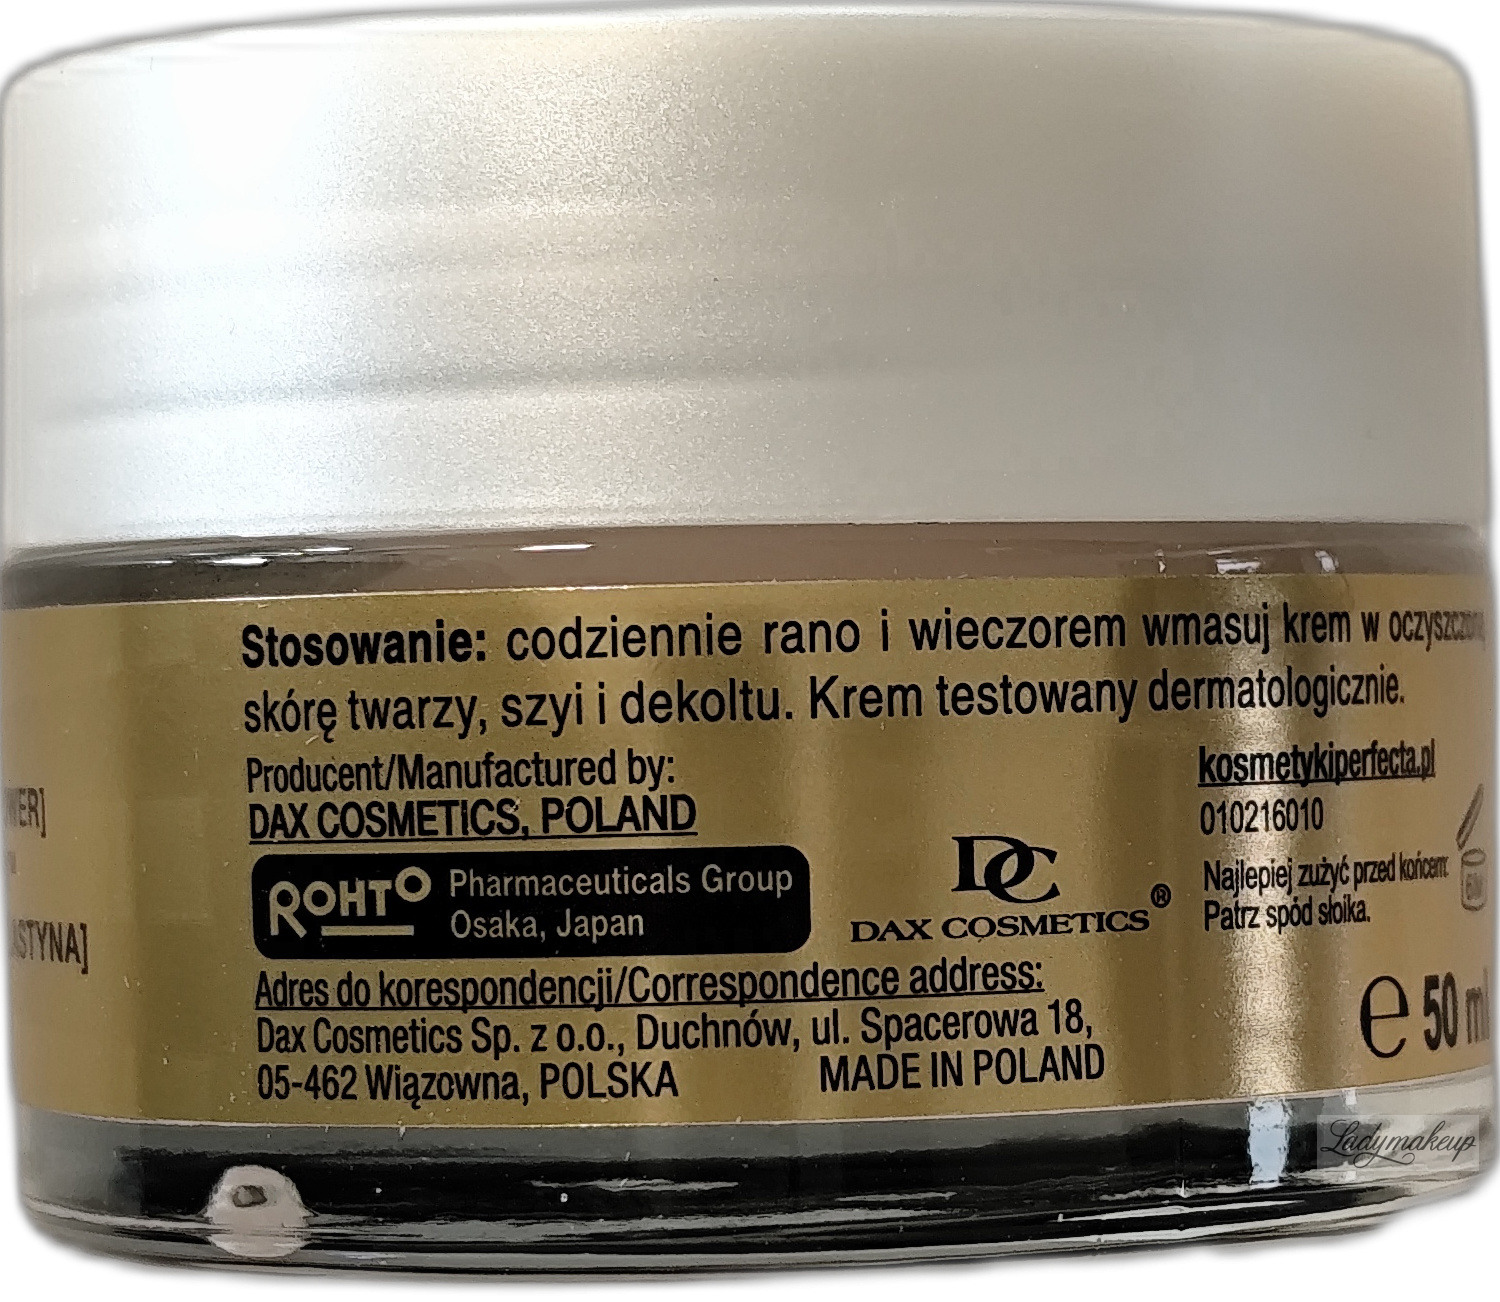 Stosowanie: codziennie rano i wieczorem wmasuj krem w
skórę twarzy, szyi i dekoltu. Krem testowany dermatologicznie.
Producent/Manufactured by:
DAX COSMETICS, POLAND
ROHTO Pharmaceuticals Group
Osaka, Japan
DC
DAX COSMETICS®
kosmetykiperfecta.pl
010216010
Najlepiej zużyć przed końcem:
Patrz spód słoika.
Adres do korespondencji/Correspondence address:
Dax Cosmetics Sp. z o.o., Duchnów, ul. Spacerowa 18,
05-462 Wiązowna, POLSKA MADE IN POLAND
℮ 50 ml
Ladymakeup